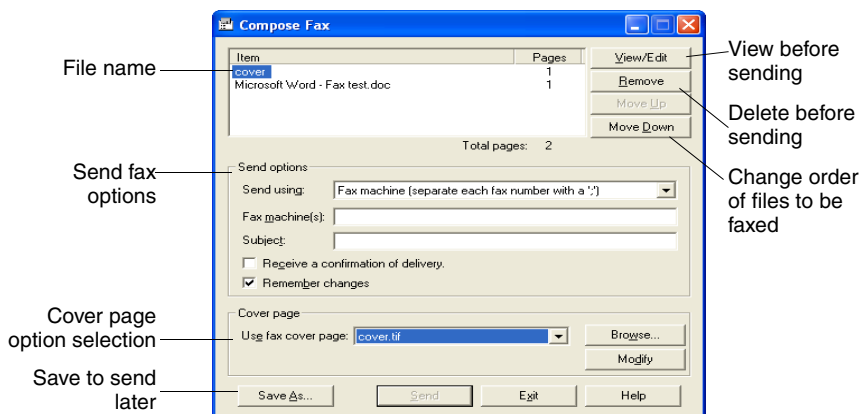 Compose Fax
File name
Item Pages
cover 1
Microsoft Word - Fax test.doc 1
Total pages: 2
View/Edit
Remove
Move Up
Move Down
View before
sending
Delete before
sending
Change order
of files to be
faxed
Send fax
options
Send options
Send using: Fax machine (separate each fax number with a ';')
Fax machine(s):
Subject:
Receive a confirmation of delivery.
Remember changes
Cover page
option selection
Cover page
Use fax cover page: cover.tif
Browse...
Modify
Save to send
later
Save As... Send Exit Help